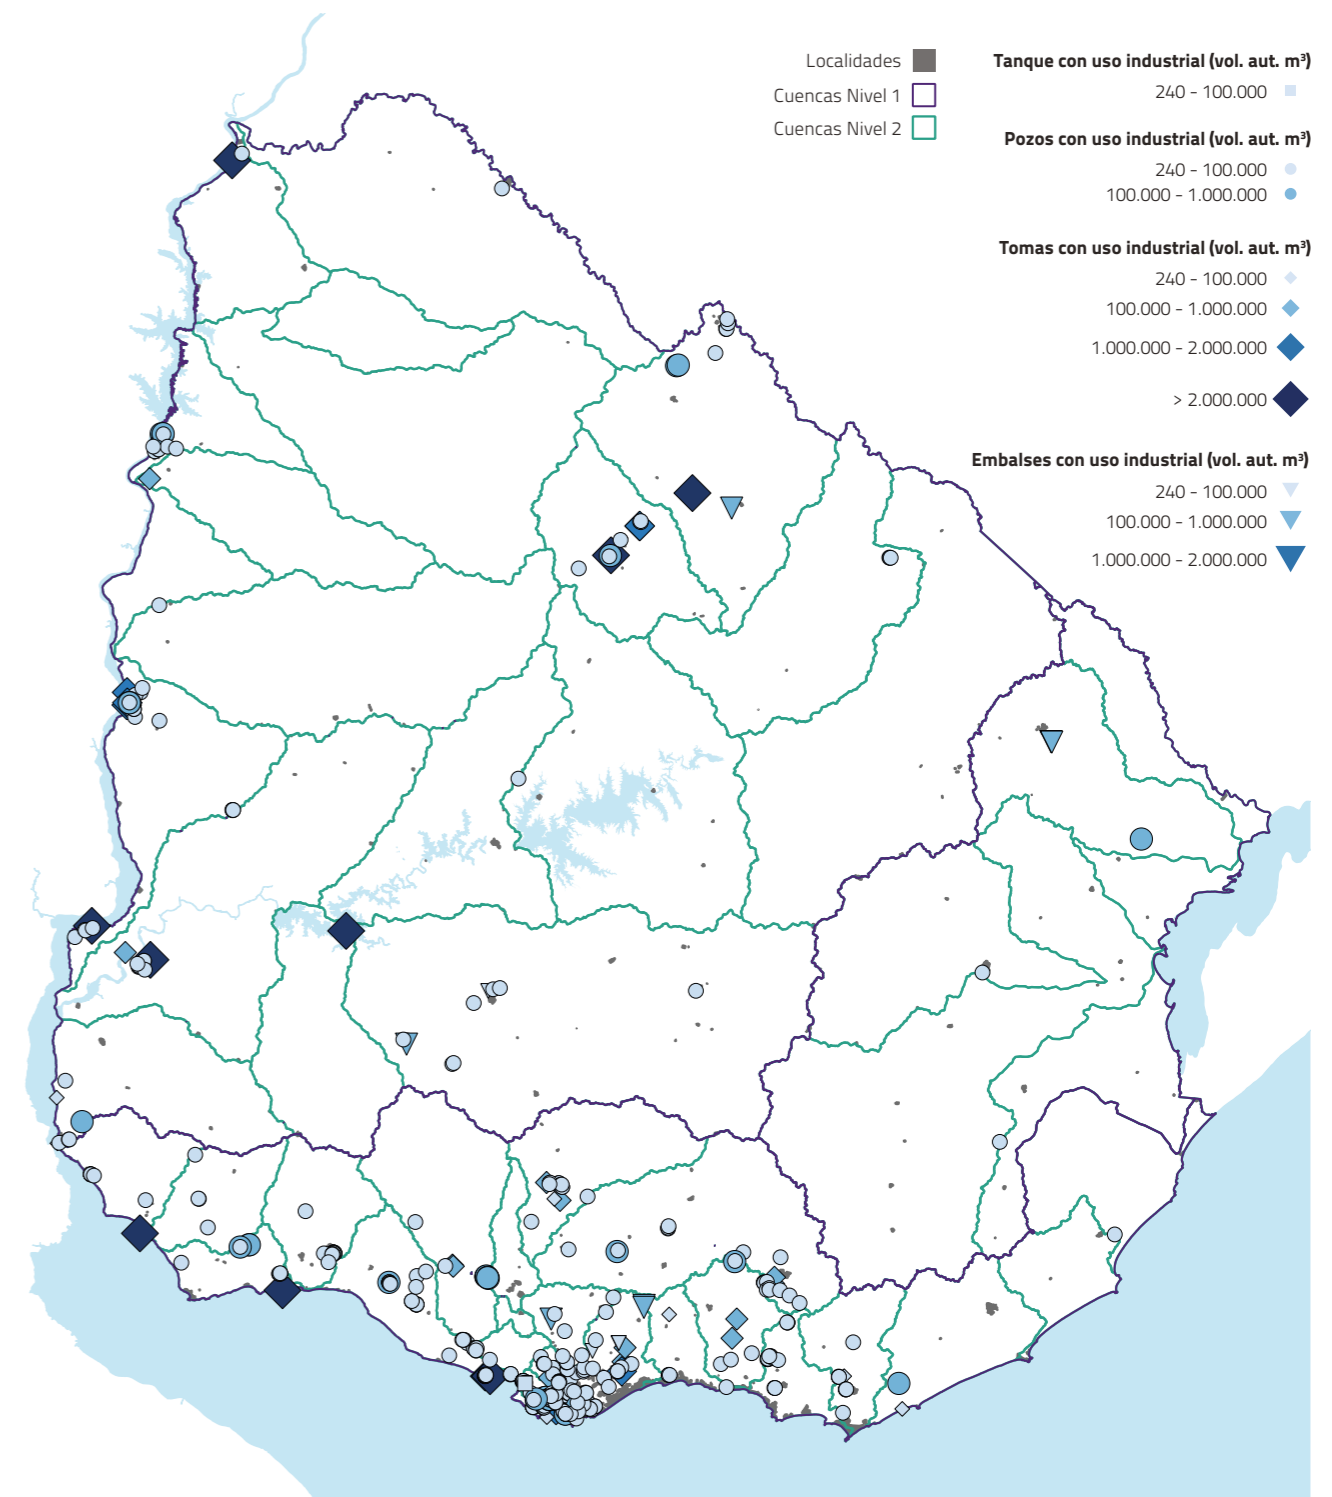 Localidades
Cuencas Nivel 1
Cuencas Nivel 2
Tanque con uso industrial (vol. aut. m³)
240 - 100.000
Pozos con uso industrial (vol. aut. m³)
240 - 100.000
100.000 - 1.000.000
Tomas con uso industrial (vol. aut. m³)
240 - 100.000
100.000 - 1.000.000
1.000.000 - 2.000.000
> 2.000.000
Embalses con uso industrial (vol. aut. m³)
240 - 100.000
100.000 - 1.000.000
1.000.000 - 2.000.000